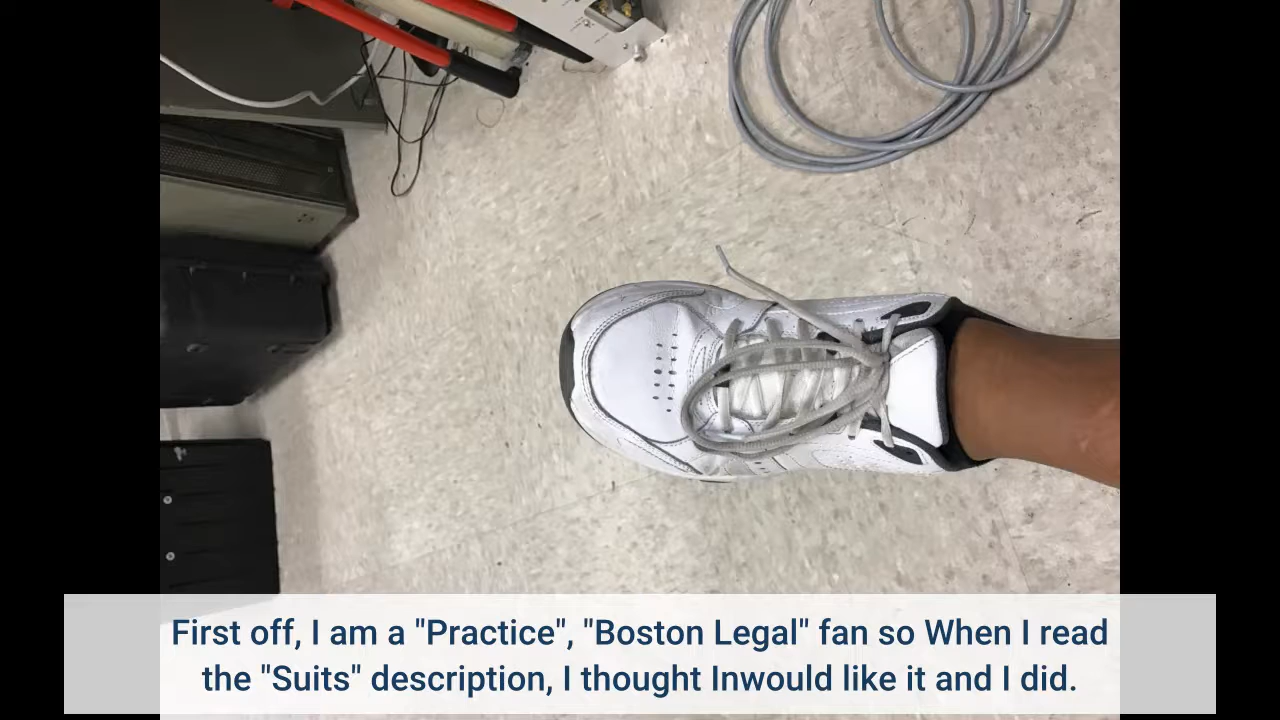 First off, I am a "Practice", "Boston Legal" fan so When I read
the "Suits" description, I thought Inwould like it and I did.